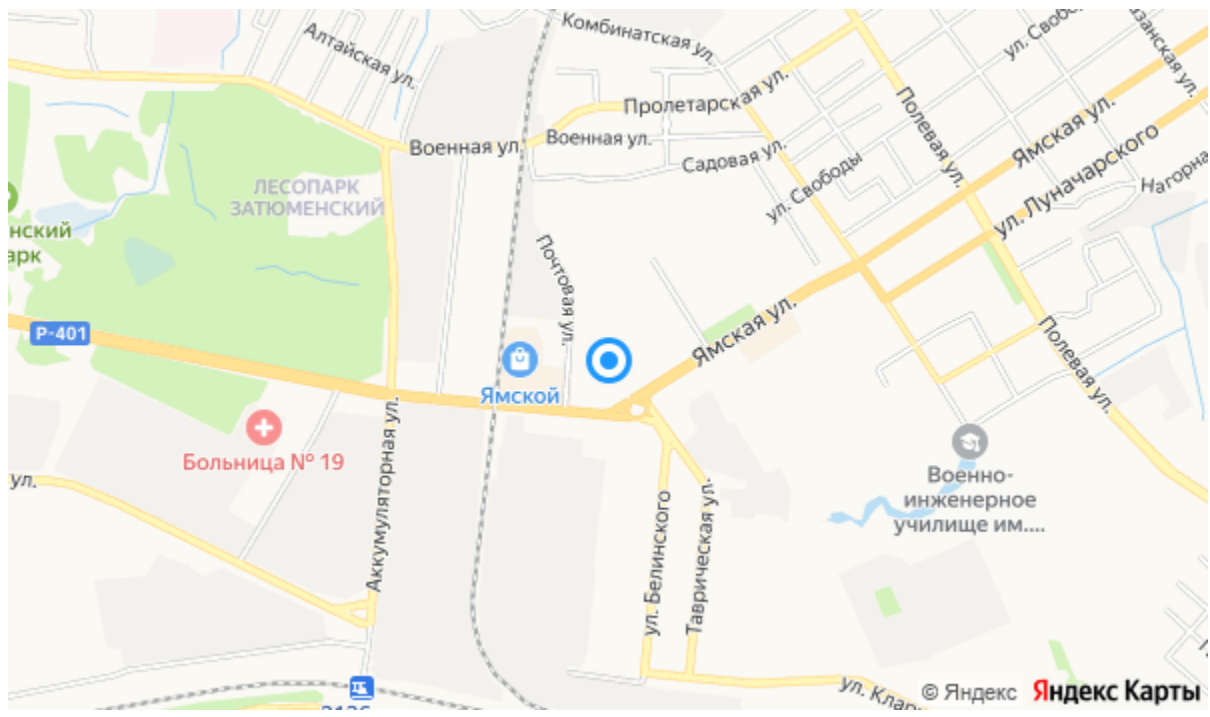 Комбинатская ул.
ул. Свобо
азанская ул.
Алтайская ул.
Пролетарская ул.
Полевая ул.
Ямская ул.
Военная ул.
Военная ул.
Садовая ул.
ул. Свободы
ул. Луначарского
Нагорна
ЛЕСОПАРК
ЗАТЮМЕНСКИЙ
нский
арк
Почтовая ул.
Р-401
Ямская ул.
Полевая ул.
Ямской
Больница № 19
ул.
Аккумуляторная ул.
ул. Белинского
Таврическая ул.
Военно-
инженерное
училище им....
ул. Клар
© Яндекс Яндекс Карты